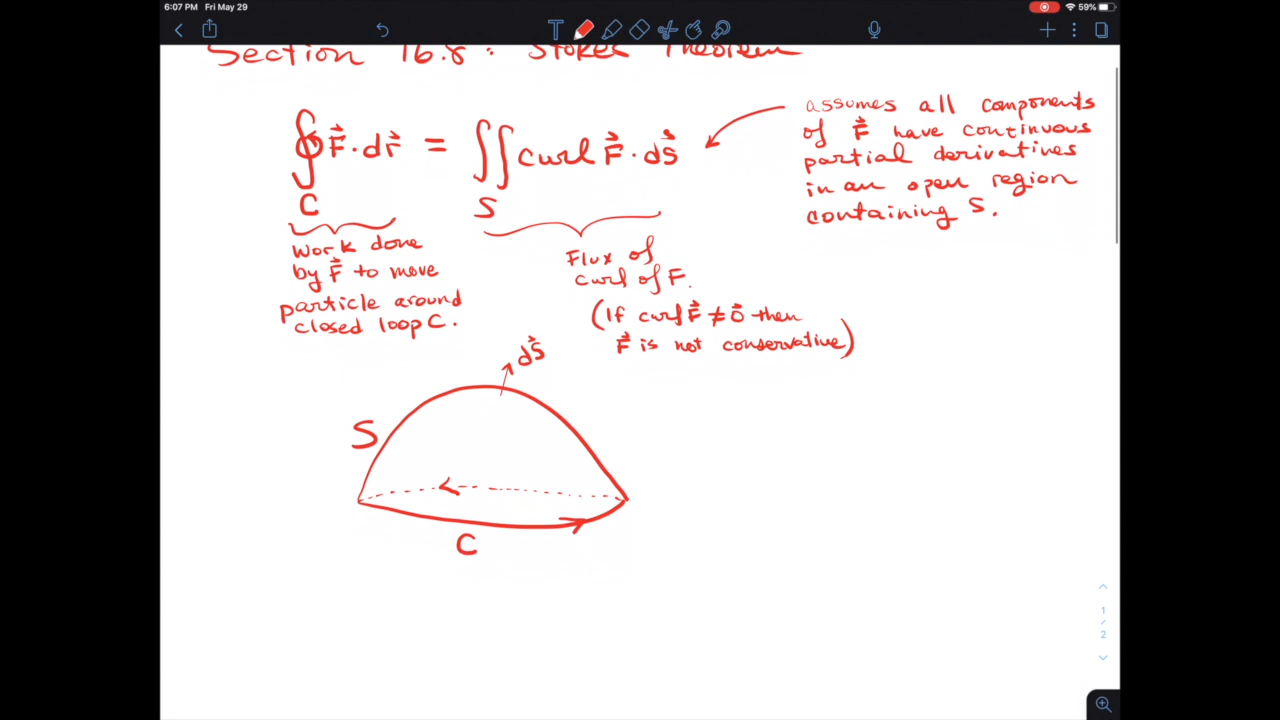 6:07 PM Fri May 29
59%
Section 16.8: Stokes Theorem
∮ F⃗·dr⃗ = ∬ curl F⃗·dS⃗
C
S
assumes all components
of F⃗ have continuous
partial derivatives
in an open region
containing S.
Work done
by F⃗ to move
particle around
closed loop C.
Flux of
curl of F.
(If curl F⃗ ≠ 0⃗ then
F⃗ is not conservative)
dS⃗
S
C
T
1
/
2